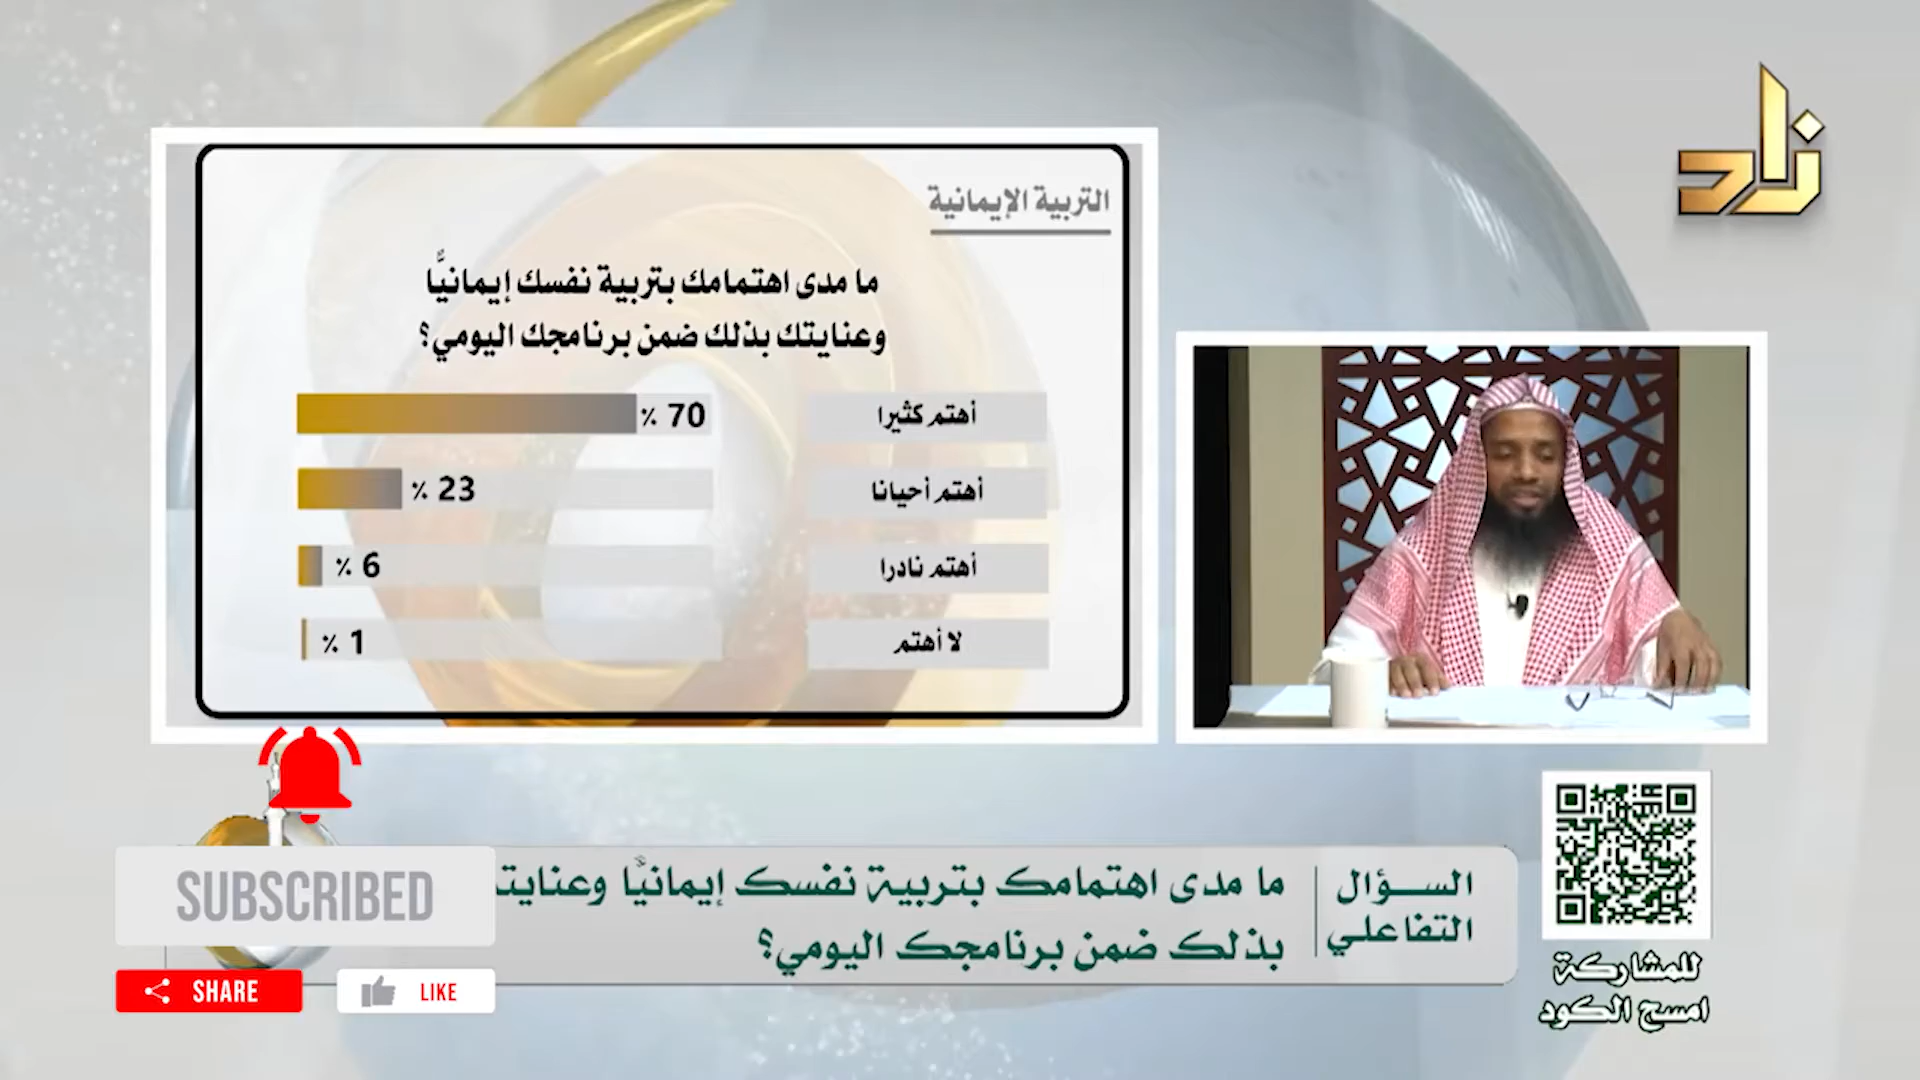 زاد
التربية الإيمانية
ما مدى اهتمامك بتربية نفسك إيمانيًّا
وعنايتك بذلك ضمن برنامجك اليومي؟
أهتم كثيرا
70 ٪
أهتم أحيانا
23 ٪
أهتم نادرا
6 ٪
لا أهتم
1 ٪
السؤال
التفاعلي
ما مدى اهتمامك بتربية نفسك إيمانيًّا وعنايت
بذلك ضمن برنامجك اليومي؟
للمشاركة
امسح الكود
SUBSCRIBED
SHARE
LIKE